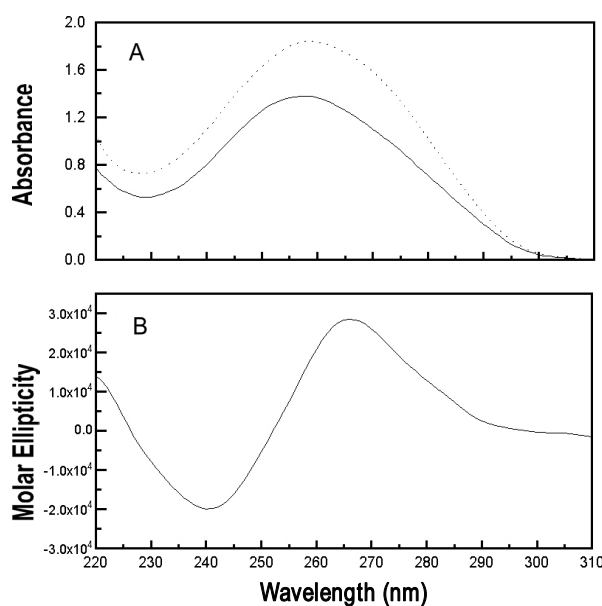 A
2.0
1.6
1.2
0.8
0.4
0.0
Absorbance
B
3.0x10⁴
2.0x10⁴
1.0x10⁴
0.0
-1.0x10⁴
-2.0x10⁴
-3.0x10⁴
Molar Ellipticity
220 230 240 250 260 270 280 290 300 310
Wavelength (nm)